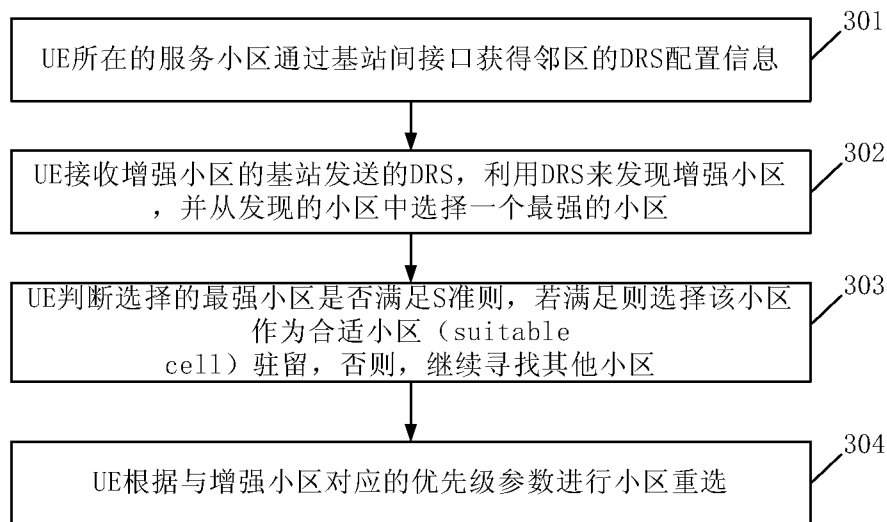 UE所在的服务小区通过基站间接口获得邻区的DRS配置信息
301
UE接收增强小区的基站发送的DRS，利用DRS来发现增强小区
，并从发现的小区中选择一个最强的小区
302
UE判断选择的最强小区是否满足S准则，若满足则选择该小区
作为合适小区（suitable
cell）驻留，否则，继续寻找其他小区
303
UE根据与增强小区对应的优先级参数进行小区重选
304